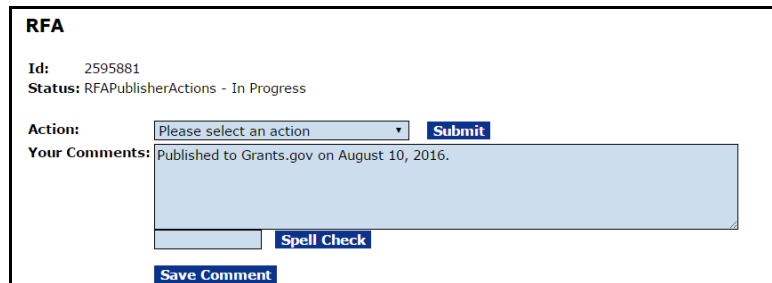 RFA
Id: 2595881
Status: RFAPublisherActions - In Progress
Action: Please select an action Submit
Your Comments: Published to Grants.gov on August 10, 2016.
Spell Check
Save Comment